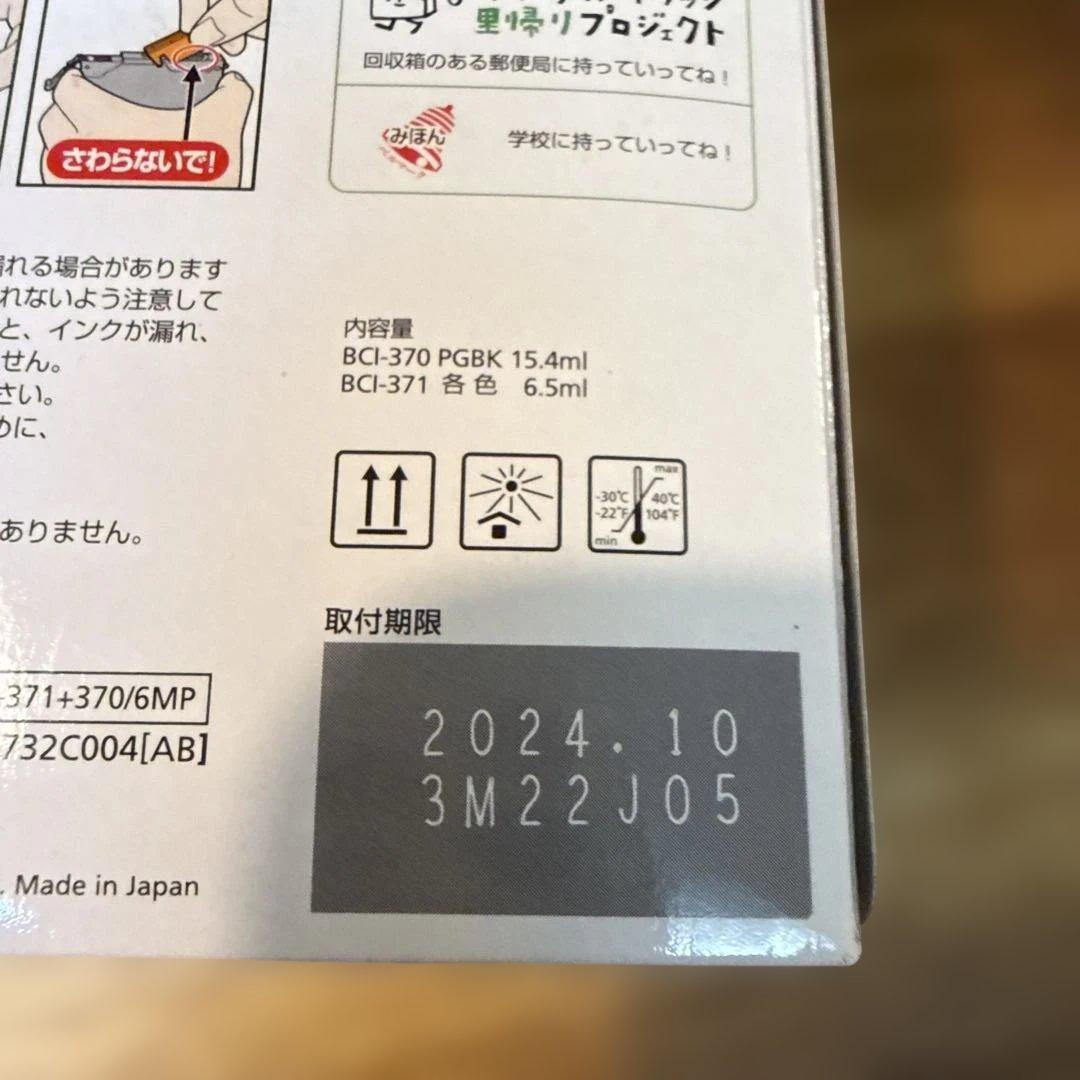 里帰りプロジェクト
回収箱のある郵便局に持っていってね！
みほん
学校に持っていってね！
さわらないで！
れる場合があります
れないよう注意して
と、インクが漏れ、
せん。
さい。
めに、
ありません。
内容量
BCI-370 PGBK 15.4ml
BCI-371 各色 6.5ml
max
-30℃ 40℃
-22°F 104°F
min
取付期限
2024.10
3M22J05
371+370/6MP
732C004[AB]
. Made in Japan